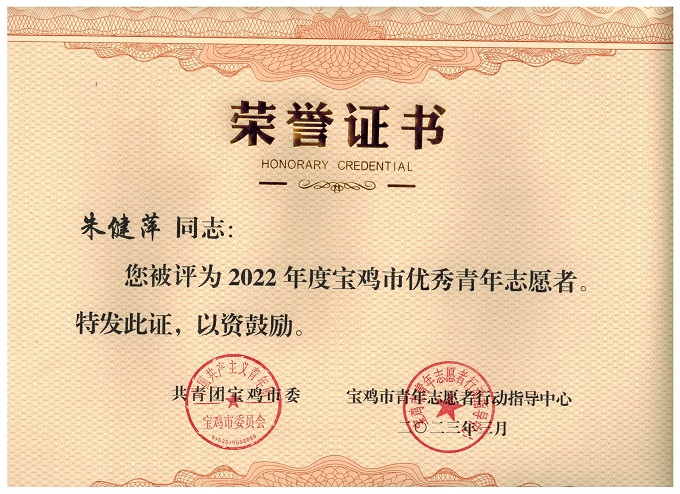 荣誉证书
HONORARY CREDENTIAL
朱健萍 同志:
您被评为 2022 年度宝鸡市优秀青年志愿者。
特发此证，以资鼓励。
共青团宝鸡市委
宝鸡市青年志愿者行动指导中心
二〇二三年三月
宝鸡市委员会